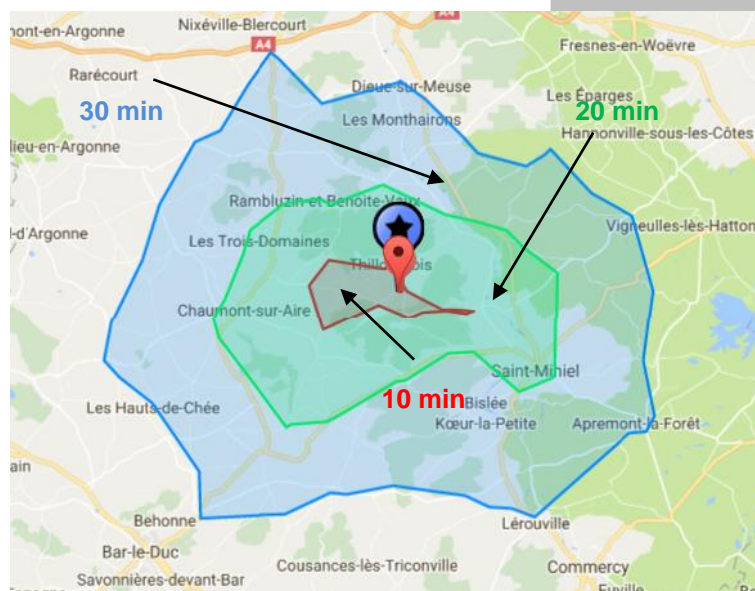 Nixéville-Blercourt
A4
A4
Fresnes-en-Woëvre
Rarécourt
Dieue-sur-Meuse
30 min
Les Éparges
20 min
Les Monthairons
Hannonville-sous-les-Côtes
Rambluzin-et-Benoite-Vaux
d'Argonne
Vigneulles-lès-Hatton
Les Trois-Domaines
Chaumont-sur-Aire
Saint-Mihiel
10 min
Bislée
Les Hauts-de-Chée
Kœur-la-Petite
Apremont-la-Forêt
Behonne
Lérouville
Bar-le-Duc
Cousances-lès-Triconville
Commercy
Savonnières-devant-Bar